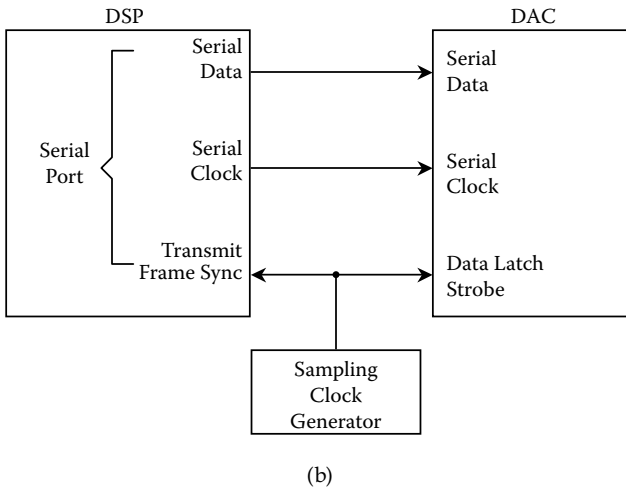 DSP
DAC
Serial
Data
Serial
Data
Serial
Port
Serial
Clock
Serial
Clock
Transmit
Frame Sync
Data Latch
Strobe
Sampling
Clock
Generator
(b)